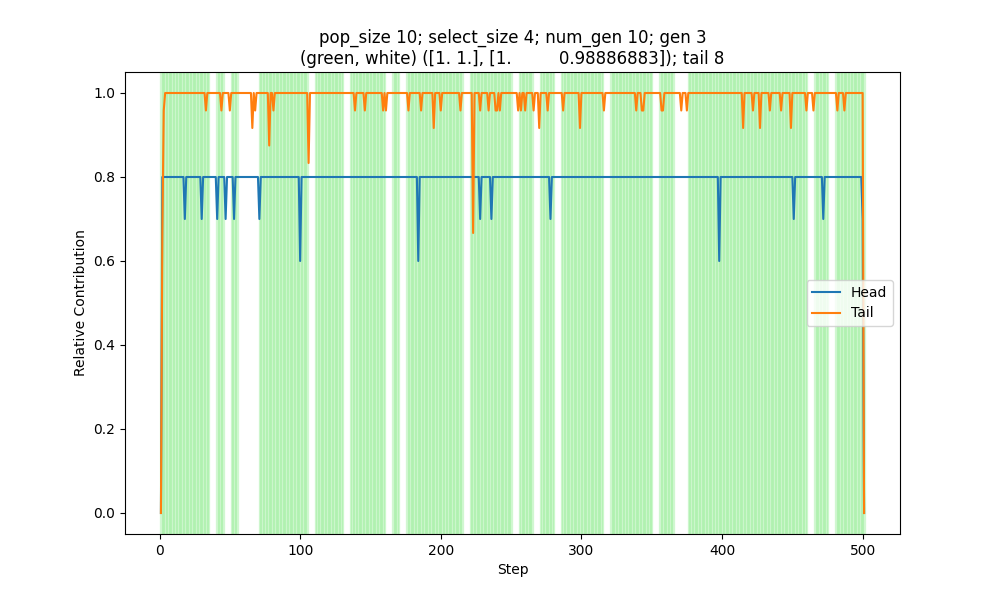 pop_size 10; select_size 4; num_gen 10; gen 3
(green, white) ([1. 1.], [1.          0.98886883]); tail 8
1.0
0.8
0.6
0.4
0.2
0.0
Relative Contribution
Head
Tail
0
100
200
300
400
500
Step